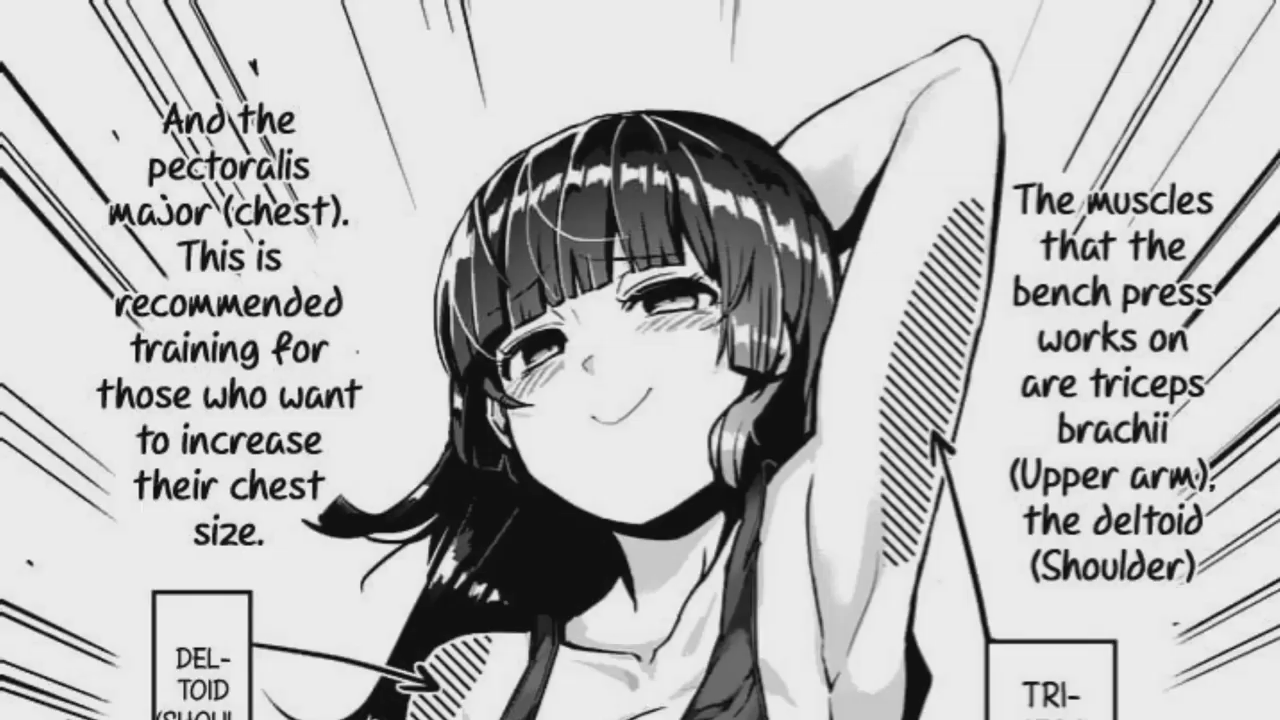 The muscles
that the
bench press
works on
are triceps
brachii
(Upper arm),
the deltoid
(Shoulder)
And the
pectoralis
major (chest).
This is
recommended
training for
those who want
to increase
their chest
size.
TRI-
DEL-
TOID
(SHOUL-